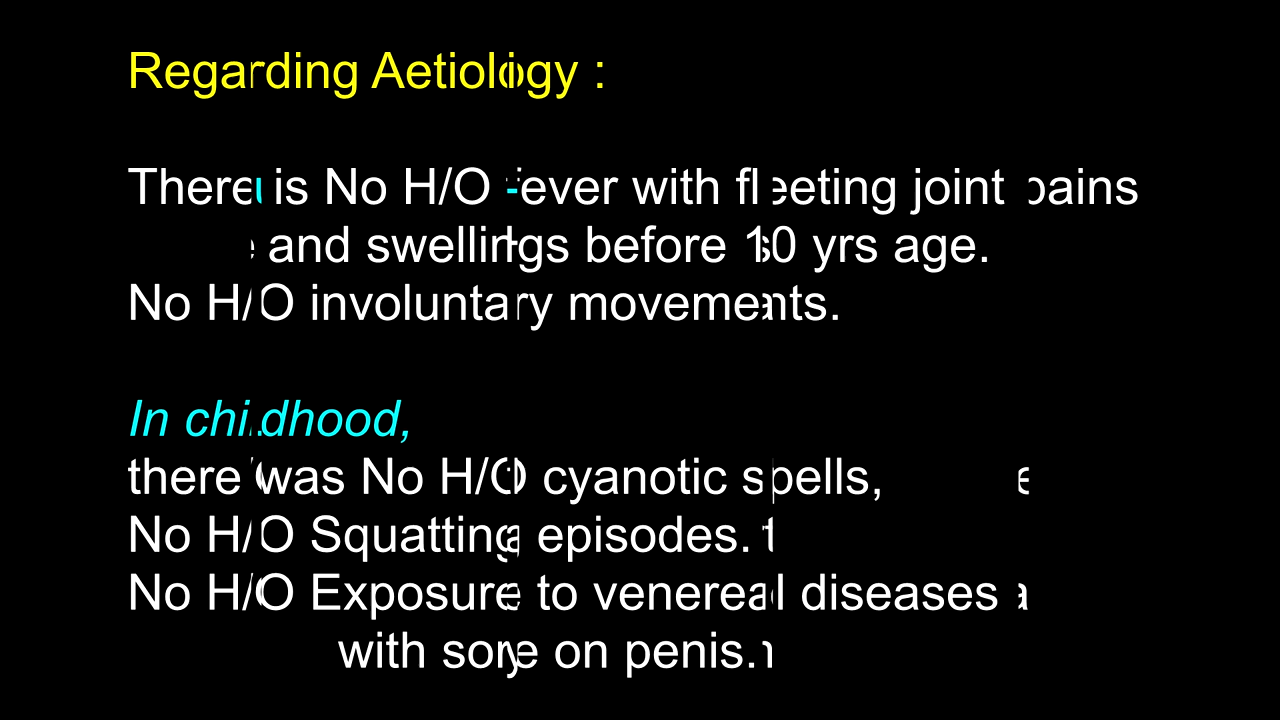 Regarding Aetiology :
There is No H/O fever with fleeting joint pains
and swellings before 10 yrs age.
No H/O involuntary movements.
In childhood,
there was No H/O cyanotic spells,
No H/O Squatting episodes.
No H/O Exposure to venereal diseases
with sore on penis.